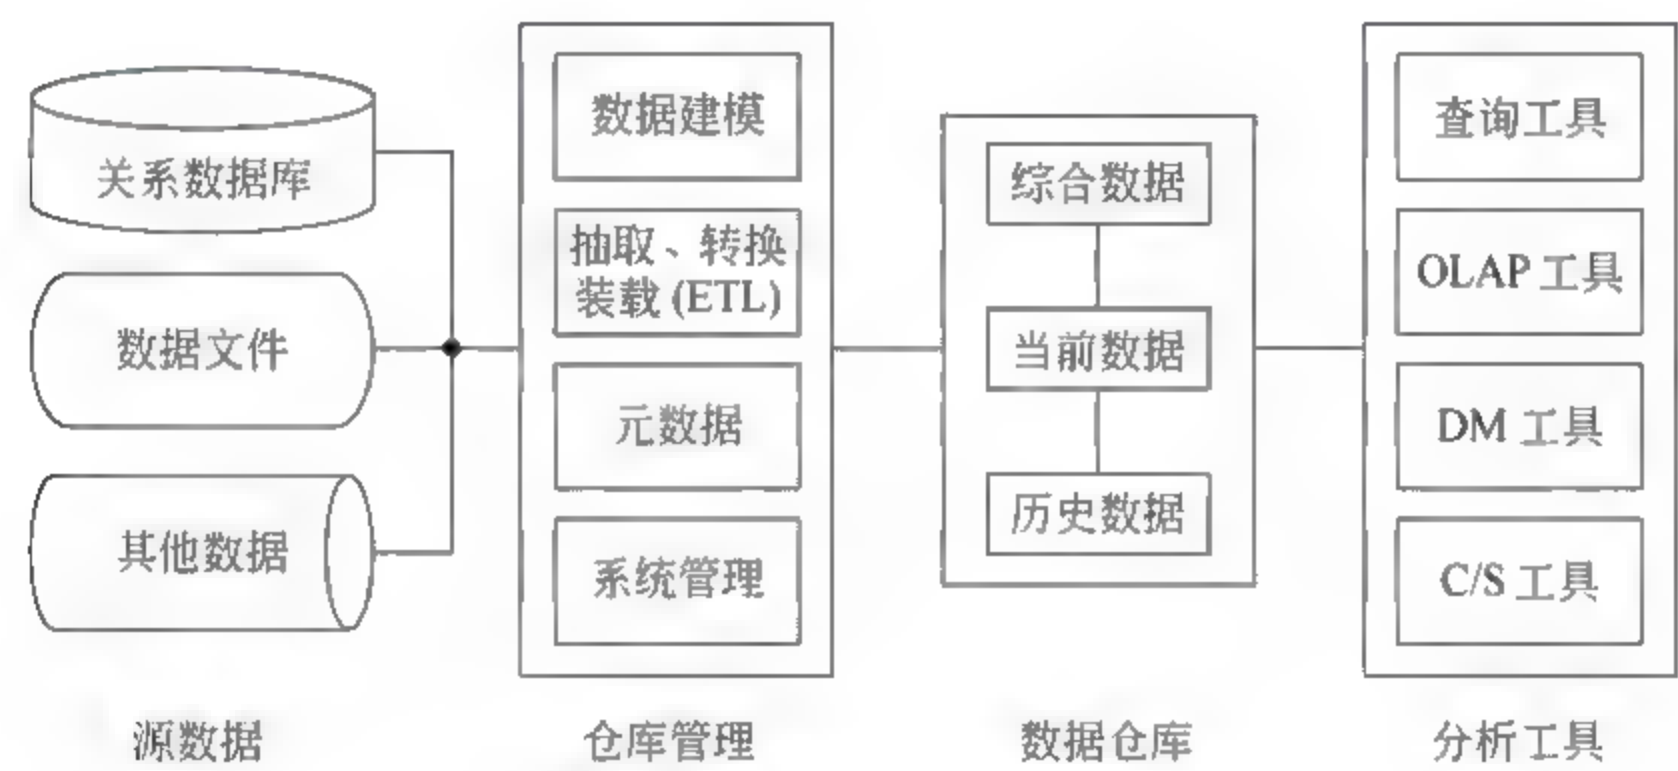 关系数据库
数据文件
其他数据
源数据
数据建模
抽取、转换
装载(ETL)
元数据
系统管理
仓库管理
综合数据
当前数据
历史数据
数据仓库
查询工具
OLAP 工具
DM 工具
C/S 工具
分析工具